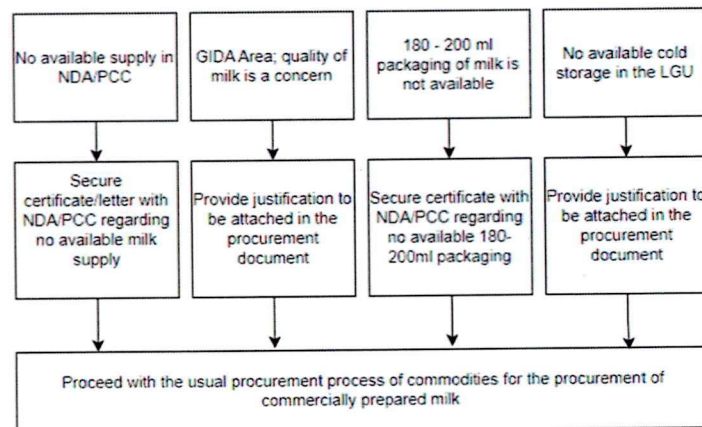 No available supply in
NDA/PCC
GIDA Area; quality of
milk is a concern
180 - 200 ml
packaging of milk is
not available
No available cold
storage in the LGU
Secure
certificate/letter with
NDA/PCC regarding
no available milk
supply
Provide justification to
be attached in the
procurement
document
Secure certificate with
NDA/PCC regarding
no available 180-
200ml packaging
Provide justification to
be attached in the
procurement
document
Proceed with the usual procurement process of commodities for the procurement of
commercially prepared milk